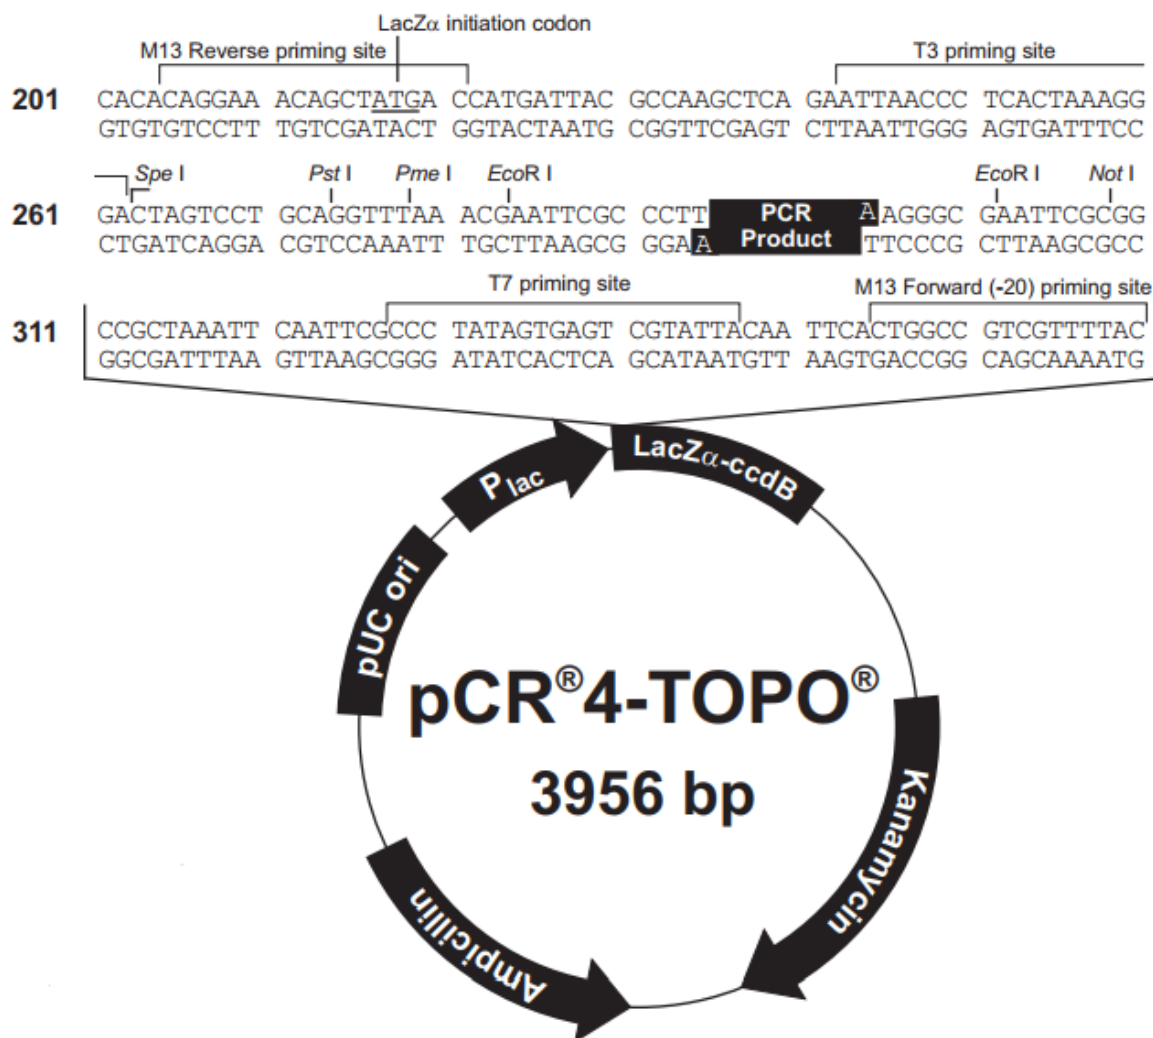 LacZα initiation codon
M13 Reverse priming site
T3 priming site
201 CACACAGGAA ACAGCTATGA CCATGATTAC GCCAAGCTCA GAATTAACCC TCACTAAAGG
GTGTGTCCTT TGTCGATACT GGTACTAATG CGGTTCGAGT CTTAATTGGG AGTGATTTCC
Spe I Pst I Pme I EcoR I EcoR I Not I
261 GACTAGTCCT GCAGGTTTAA ACGAATTCGC CCTT PCR A AGGGC GAATTCGCGG
CTGATCAGGA CGTCCAAATT TGCTTAAGCG GGAA Product TTCCCG CTTAAGCGCC
T7 priming site M13 Forward (-20) priming site
311 CCGCTAAATT CAATTCGCCC TATAGTGAGT CGTATTACAA TTCACTGGCC GTCGTTTTAC
GGCGATTTAA GTTAAGCGGG ATATCACTCA GCATAATGTT AAGTGACCGG CAGCAAAATG
Plac
LacZα-ccdB
pUC ori
pCR®4-TOPO®
3956 bp
Kanamycin
Ampicillin